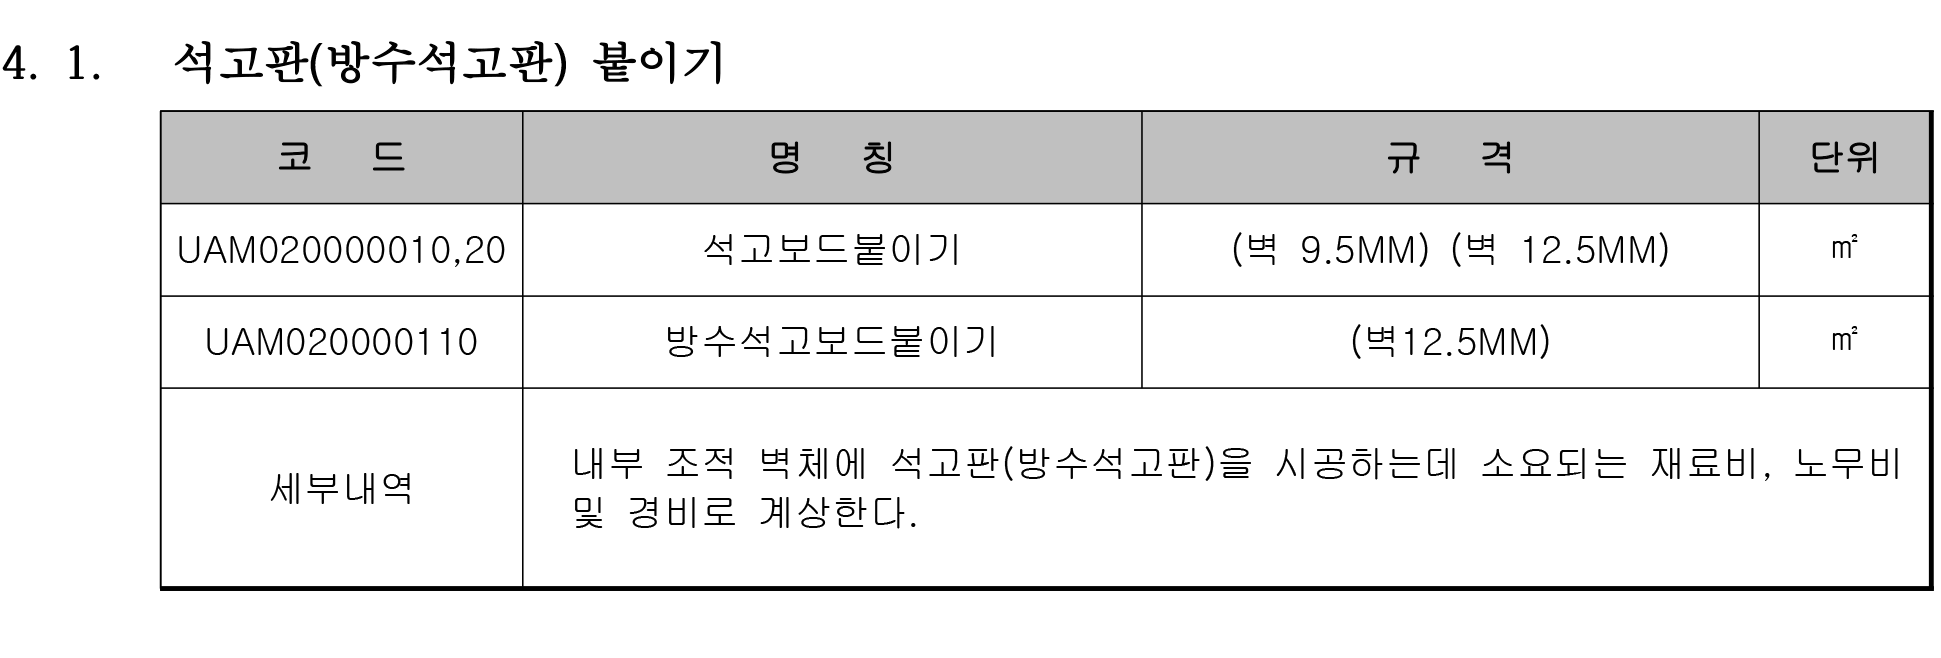 4. 1. 석고판(방수석고판) 붙이기
코 드 명 칭 규 격 단위
UAM020000010,20 석고보드붙이기 (벽 9.5MM) (벽 12.5MM) ㎡
UAM020000110 방수석고보드붙이기 (벽12.5MM) ㎡
세부내역 내부 조적 벽체에 석고판(방수석고판)을 시공하는데 소요되는 재료비, 노무비
및 경비로 계상한다.